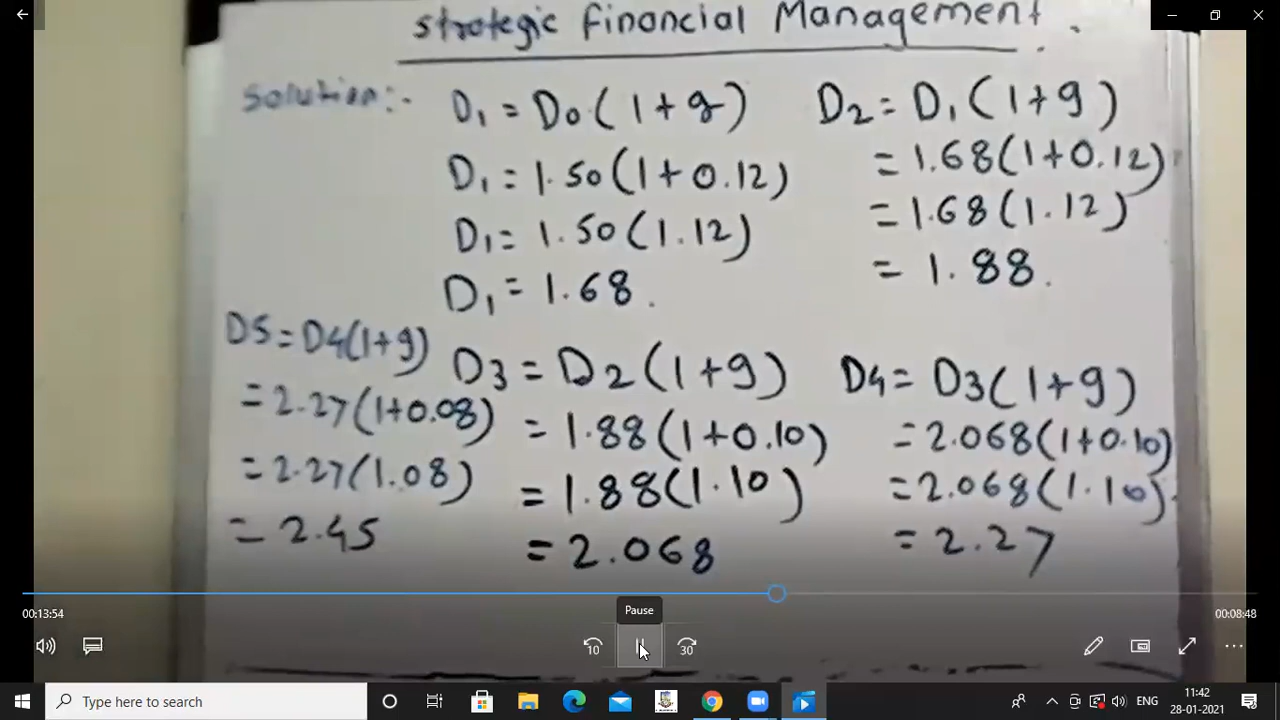 Strategic Financial Management.
Solution:-
D1 = D0 (1+g)
D1 = 1.50 (1+0.12)
D1 = 1.50 (1.12)
D1 = 1.68.
D2 = D1 (1+g)
= 1.68 (1+0.12)
= 1.68 (1.12)
= 1.88.
D5 = D4 (1+g)
= 2.27 (1+0.08)
= 2.27 (1.08)
= 2.45
D3 = D2 (1+g)
= 1.88 (1+0.10)
= 1.88 (1.10)
= 2.068
D4 = D3 (1+g)
= 2.068 (1+0.10)
= 2.068 (1.10)
= 2.27
Pause
00:13:54
00:08:48
10
30
Type here to search
ENG
11:42
28-01-2021